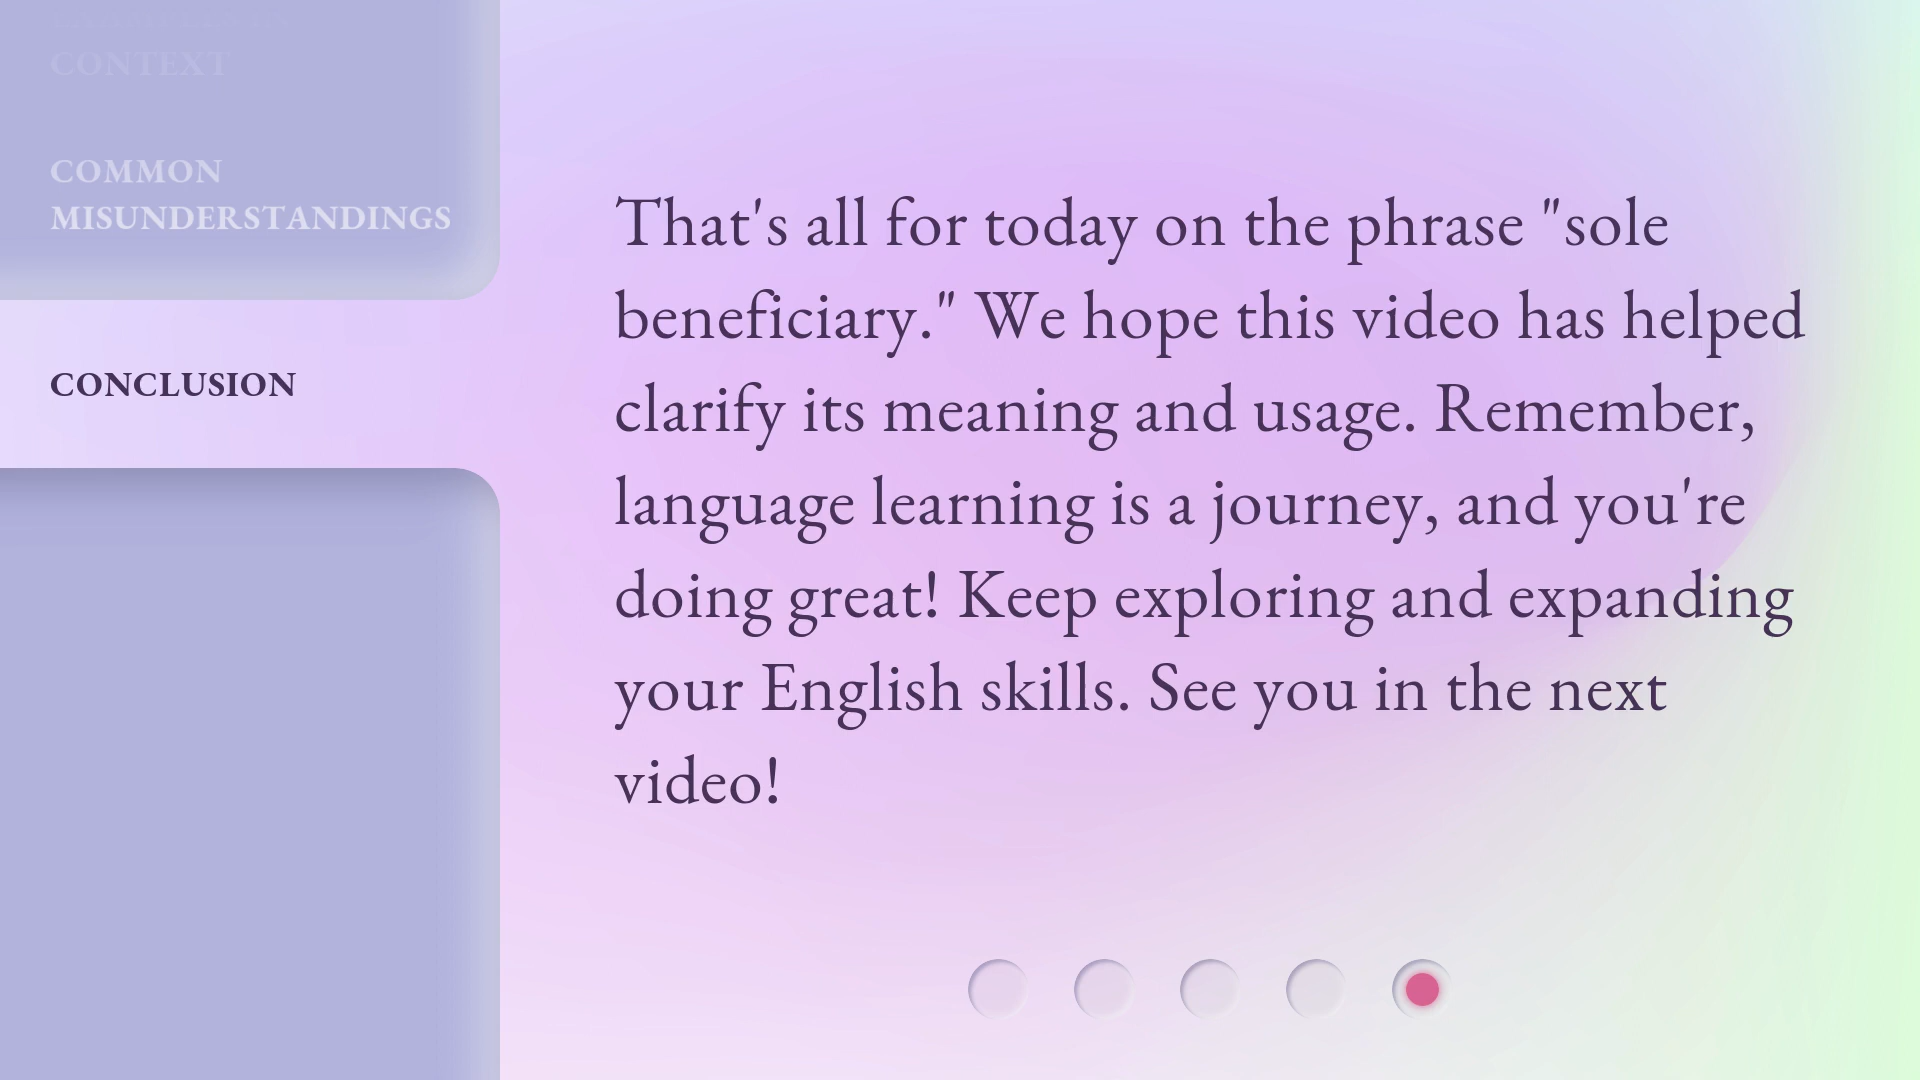 CONTEXT
COMMON
MISUNDERSTANDINGS
CONCLUSION
That's all for today on the phrase "sole
beneficiary." We hope this video has helped
clarify its meaning and usage. Remember,
language learning is a journey, and you're
doing great! Keep exploring and expanding
your English skills. See you in the next
video!